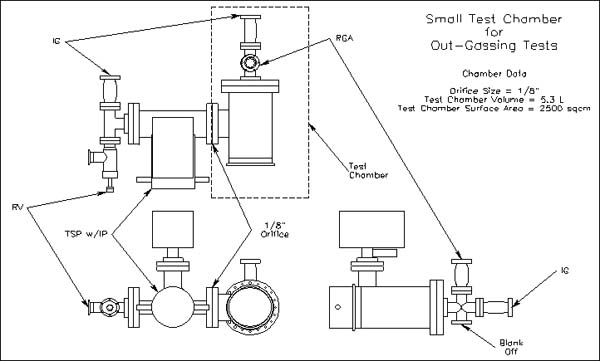 Small Test Chamber
for
Out-Gassing Tests
IG
RGA
Chamber Data
Orifice Size = 1/8"
Test Chamber Volume = 5.3 L
Test Chamber Surface Area = 2500 sqcm
Test
Chamber
RV
TSP w/IP
1/8"
Orifice
IG
Blank
Off